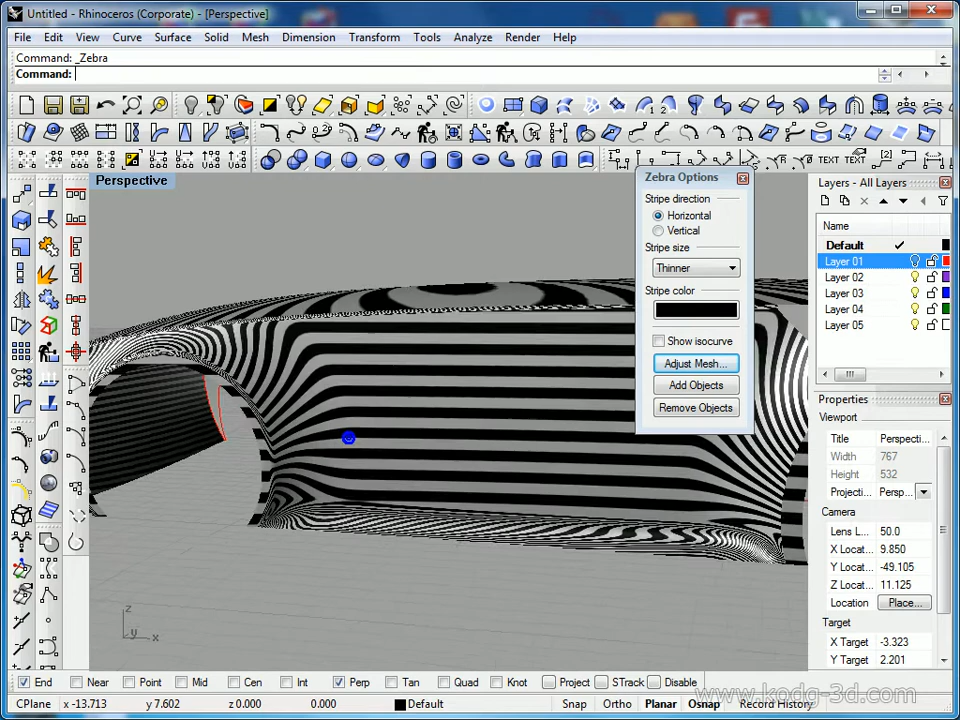 Untitled - Rhinoceros (Corporate) - [Perspective]
File Edit View Curve Surface Solid Mesh Dimension Transform Tools Analyze Render Help
Command: _Zebra
Command:
TEXT TEXT
Perspective
Zebra Options
Stripe direction
Horizontal
Vertical
Stripe size
Thinner
Stripe color
Show isocurve
Adjust Mesh...
Add Objects
Remove Objects
Layers - All Layers
Name
Default
Layer 01
Layer 02
Layer 03
Layer 04
Layer 05
Properties
Viewport
Title Perspecti...
Width 767
Height 532
Projecti... Persp...
Camera
Lens L... 50.0
X Locat... 9.850
Y Locat... -49.105
Z Locat... 11.125
Location Place...
Target
X Target -3.323
Y Target 2.201
z
y x
End Near Point Mid Cen Int Perp Tan Quad Knot Project STrack Disable
www.kodg-3d.com
CPlane x -13.713 y 7.602 z 0.000 0.000 Default Snap Ortho Planar Osnap Record History